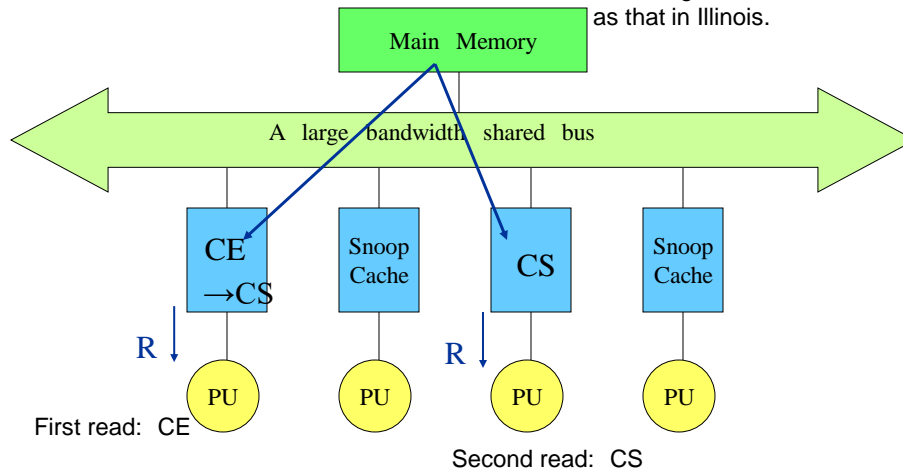 as that in Illinois.
Main Memory
A large bandwidth shared bus
CE
→CS
Snoop
Cache
CS
Snoop
Cache
R
R
PU
PU
PU
PU
First read: CE
Second read: CS